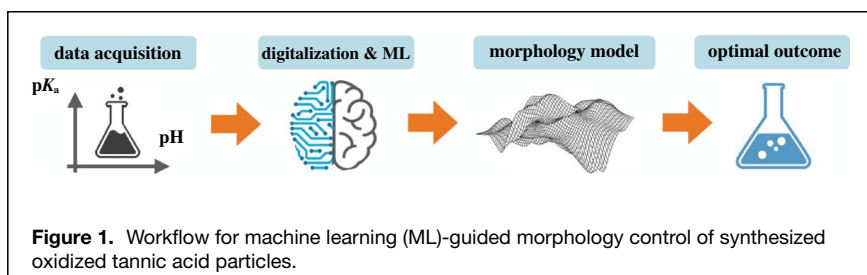 data acquisition
digitalization & ML
morphology model
optimal outcome
pKa
pH
Figure 1. Workflow for machine learning (ML)-guided morphology control of synthesized
oxidized tannic acid particles.